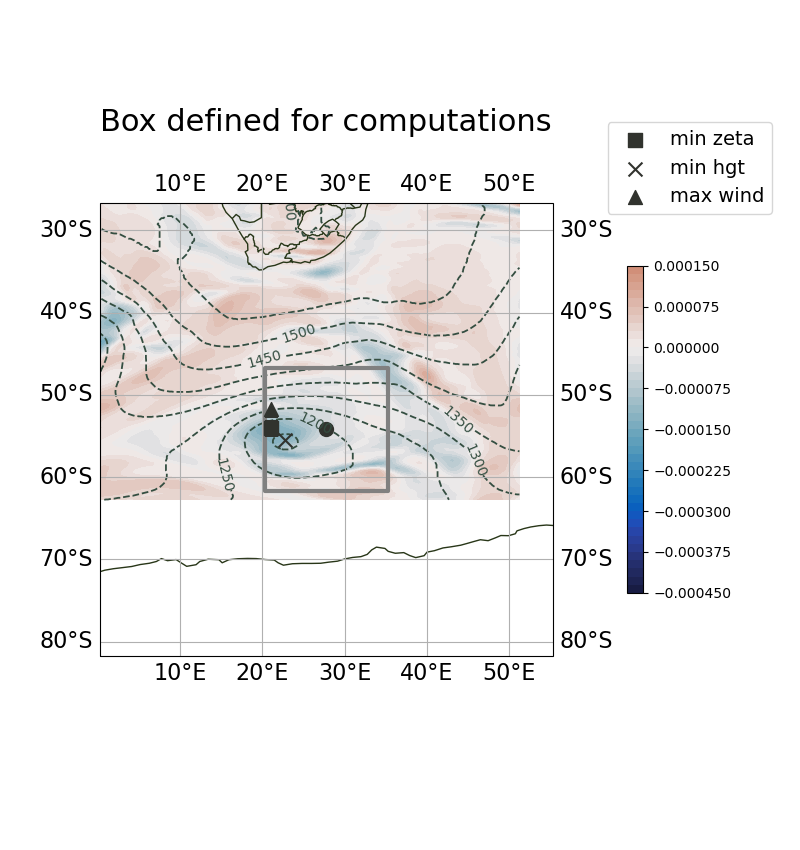 Box defined for computations
min zeta
min hgt
max wind
10°E 20°E 30°E 40°E 50°E
30°S 30°S
40°S 40°S
50°S 50°S
60°S 60°S
70°S 70°S
80°S 80°S
10°E 20°E 30°E 40°E 50°E
1500
1450
1350
1300
1250
0.000150
0.000075
0.000000
−0.000075
−0.000150
−0.000225
−0.000300
−0.000375
−0.000450